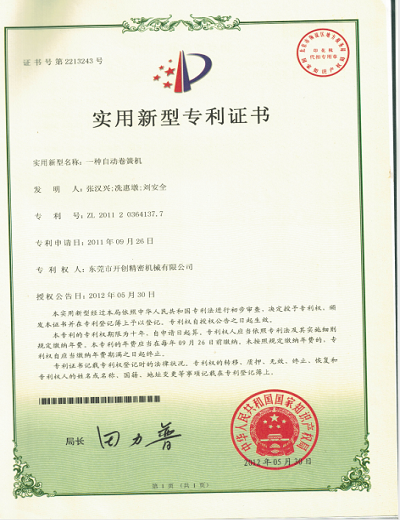 证书号第2213243号
实用新型专利证书
实用新型名称：一种自动卷簧机
发 明 人：张汉兴;冼惠墩;刘安全
专 利 号：ZL 2011 2 0364137.7
专利申请日：2011年09月26日
专 利 权 人：东莞市开创精密机械有限公司
授权公告日：2012年05月30日
本实用新型经过本局依照中华人民共和国专利法进行初步审查，决定授予专利权，颁
发本证书并在专利登记簿上予以登记。专利权自授权公告之日起生效。
本专利的专利权期限为十年，自申请日起算。专利权人应当依照专利法及其实施细则
规定缴纳年费。本专利的年费应当在每年09月26日前缴纳。未按照规定缴纳年费的，专
利权自应当缴纳年费期满之日起终止。
专利证书记载专利权登记时的法律状况。专利权的转移、质押、无效、终止、恢复和
专利权人的姓名或名称、国籍、地址变更等事项记载在专利登记簿上。
局长 田力普
中华人民共和国国家知识产权局
2012年05月30日
第1页（共1页）